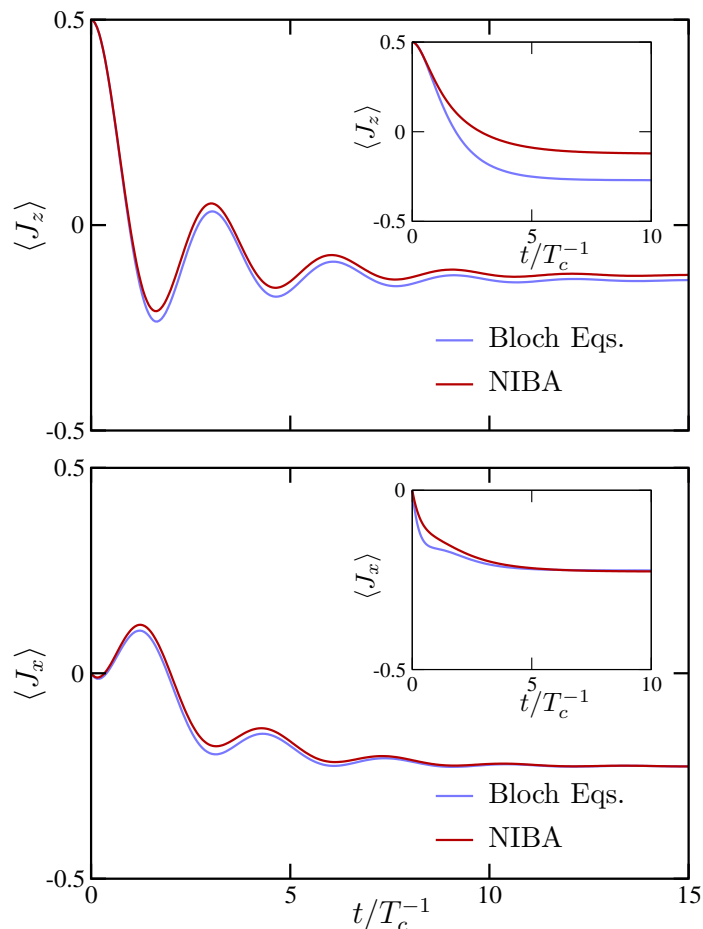 0.5
0
-0.5
⟨J_z⟩
0.5
0
-0.5
⟨J_z⟩
0 5 10
t/T_c^{-1}
Bloch Eqs.
NIBA
0.5
0
-0.5
⟨J_x⟩
0
-0.5
⟨J_x⟩
0 5 10
t/T_c^{-1}
Bloch Eqs.
NIBA
0 5 10 15
t/T_c^{-1}